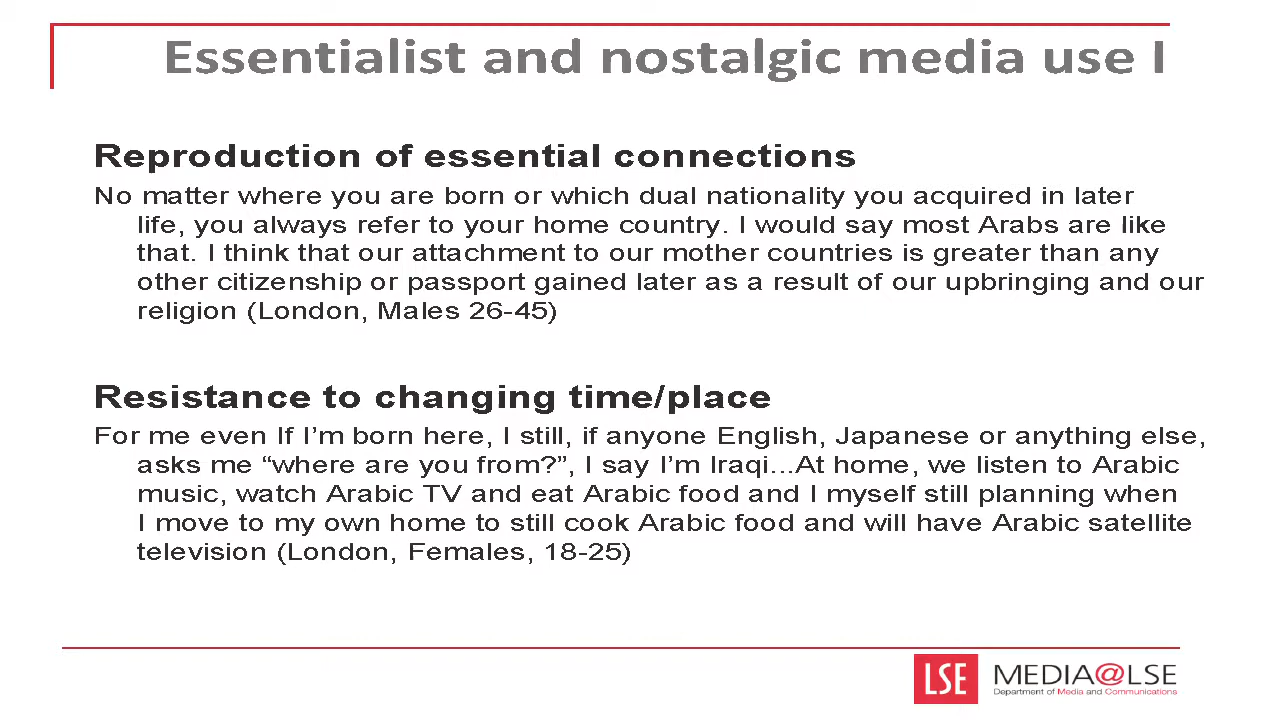 Essentialist and nostalgic media use I
Reproduction of essential connections
No matter where you are born or which dual nationality you acquired in later
life, you always refer to your home country. I would say most Arabs are like
that. I think that our attachment to our mother countries is greater than any
other citizenship or passport gained later as a result of our upbringing and our
religion (London, Males 26-45)
Resistance to changing time/place
For me even If I’m born here, I still, if anyone English, Japanese or anything else,
asks me “where are you from?”, I say I’m Iraqi...At home, we listen to Arabic
music, watch Arabic TV and eat Arabic food and I myself still planning when
I move to my own home to still cook Arabic food and will have Arabic satellite
television (London, Females, 18-25)
LSE
MEDIA@LSE
Department of Media and Communications